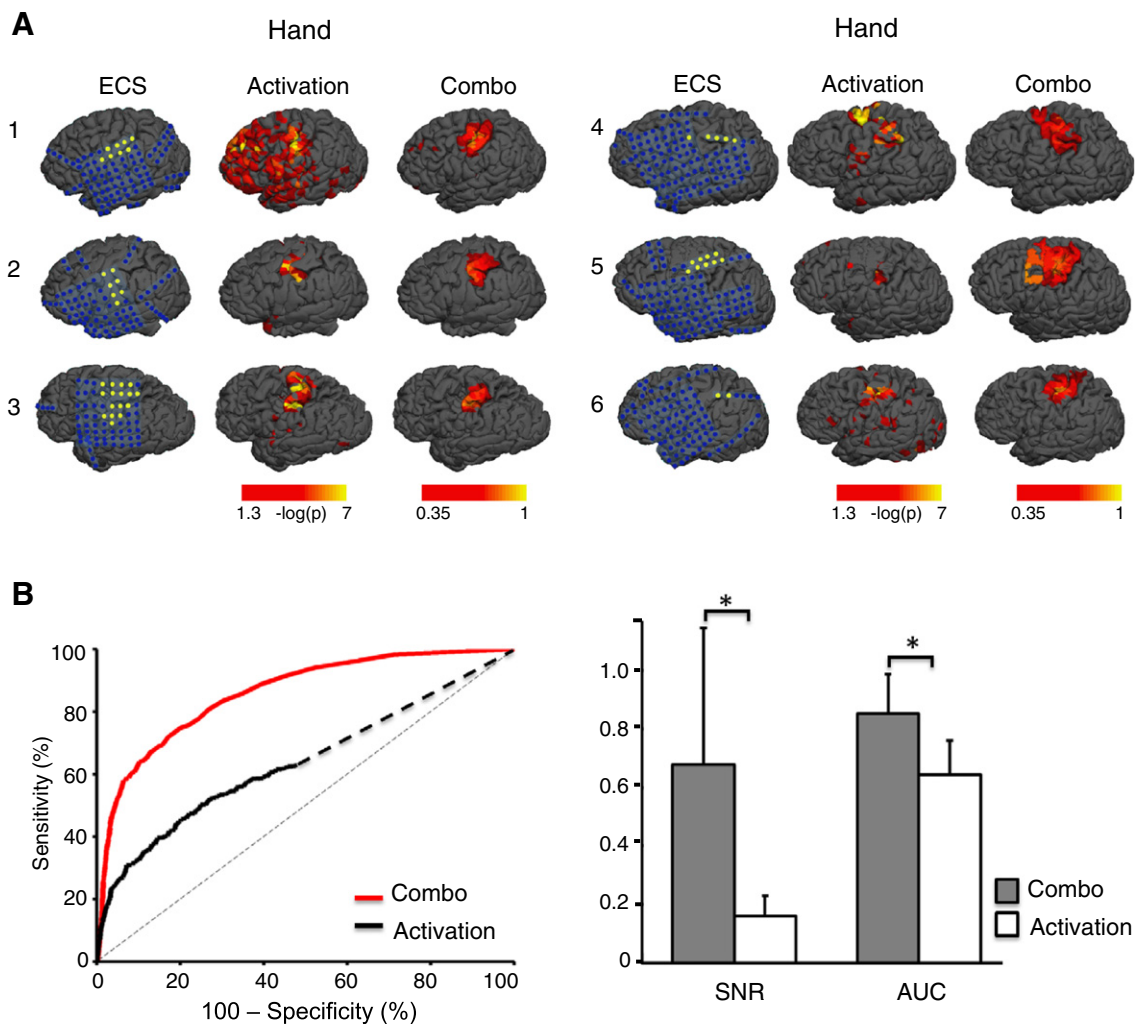 A
Hand
Hand
ECS
Activation
Combo
ECS
Activation
Combo
1
4
2
5
3
6
1.3 -log(p) 7
0.35 1
1.3 -log(p) 7
0.35 1
B
100
80
60
40
20
0
0 20 40 60 80 100
Sensitivity (%)
100 – Specificity (%)
Combo
Activation
*
*
1.0
0.8
0.6
0.4
0.2
0
SNR
AUC
Combo
Activation